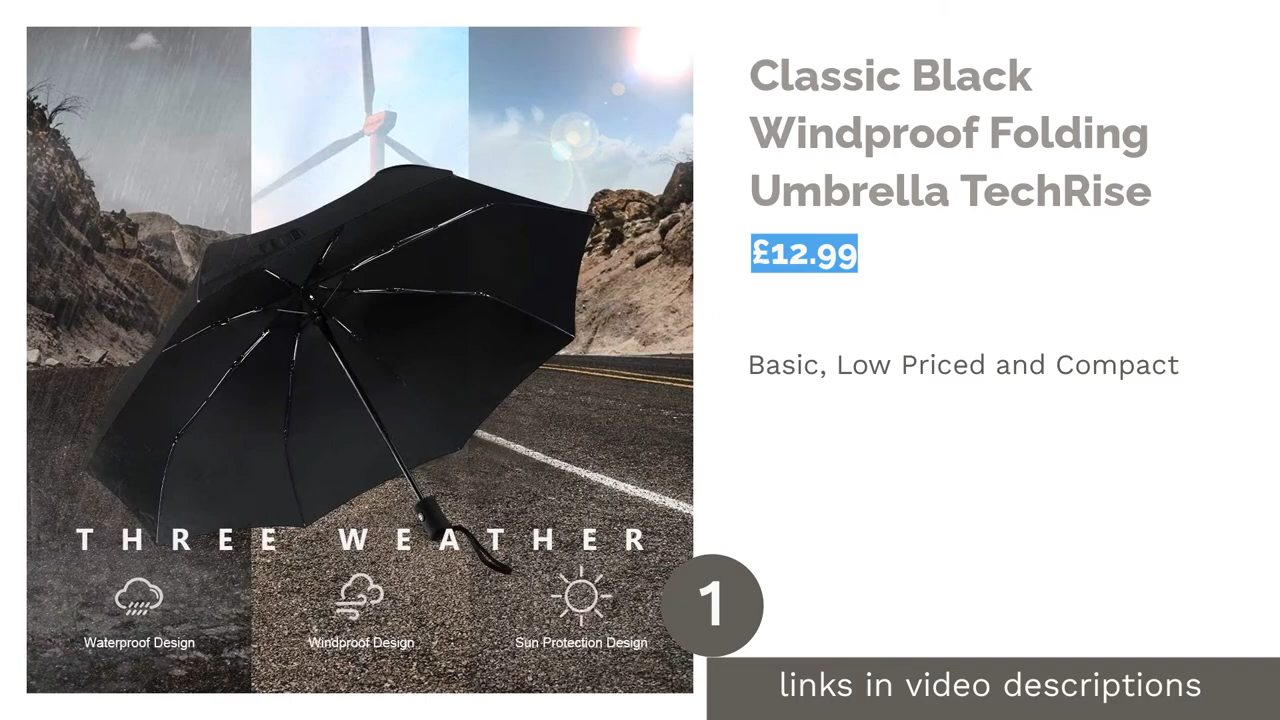 Classic Black
Windproof Folding
Umbrella TechRise
£12.99
Basic, Low Priced and Compact
THREE WEATHER
Waterproof Design
Windproof Design
Sun Protection Design
1
links in video descriptions